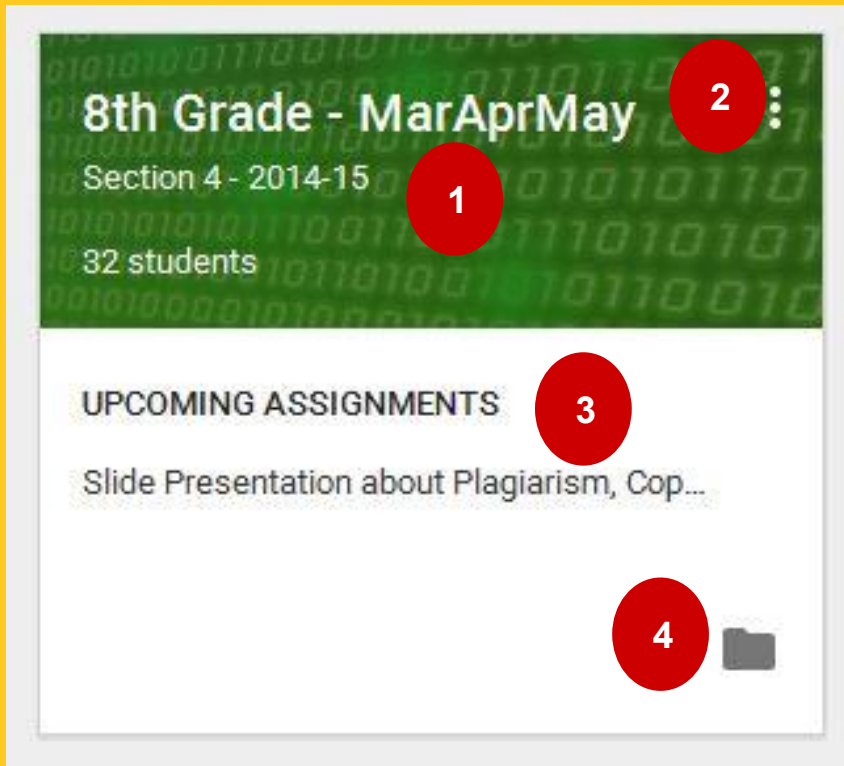 8th Grade - MarAprMay
2
Section 4 - 2014-15
1
32 students
UPCOMING ASSIGNMENTS
3
Slide Presentation about Plagiarism, Cop...
4